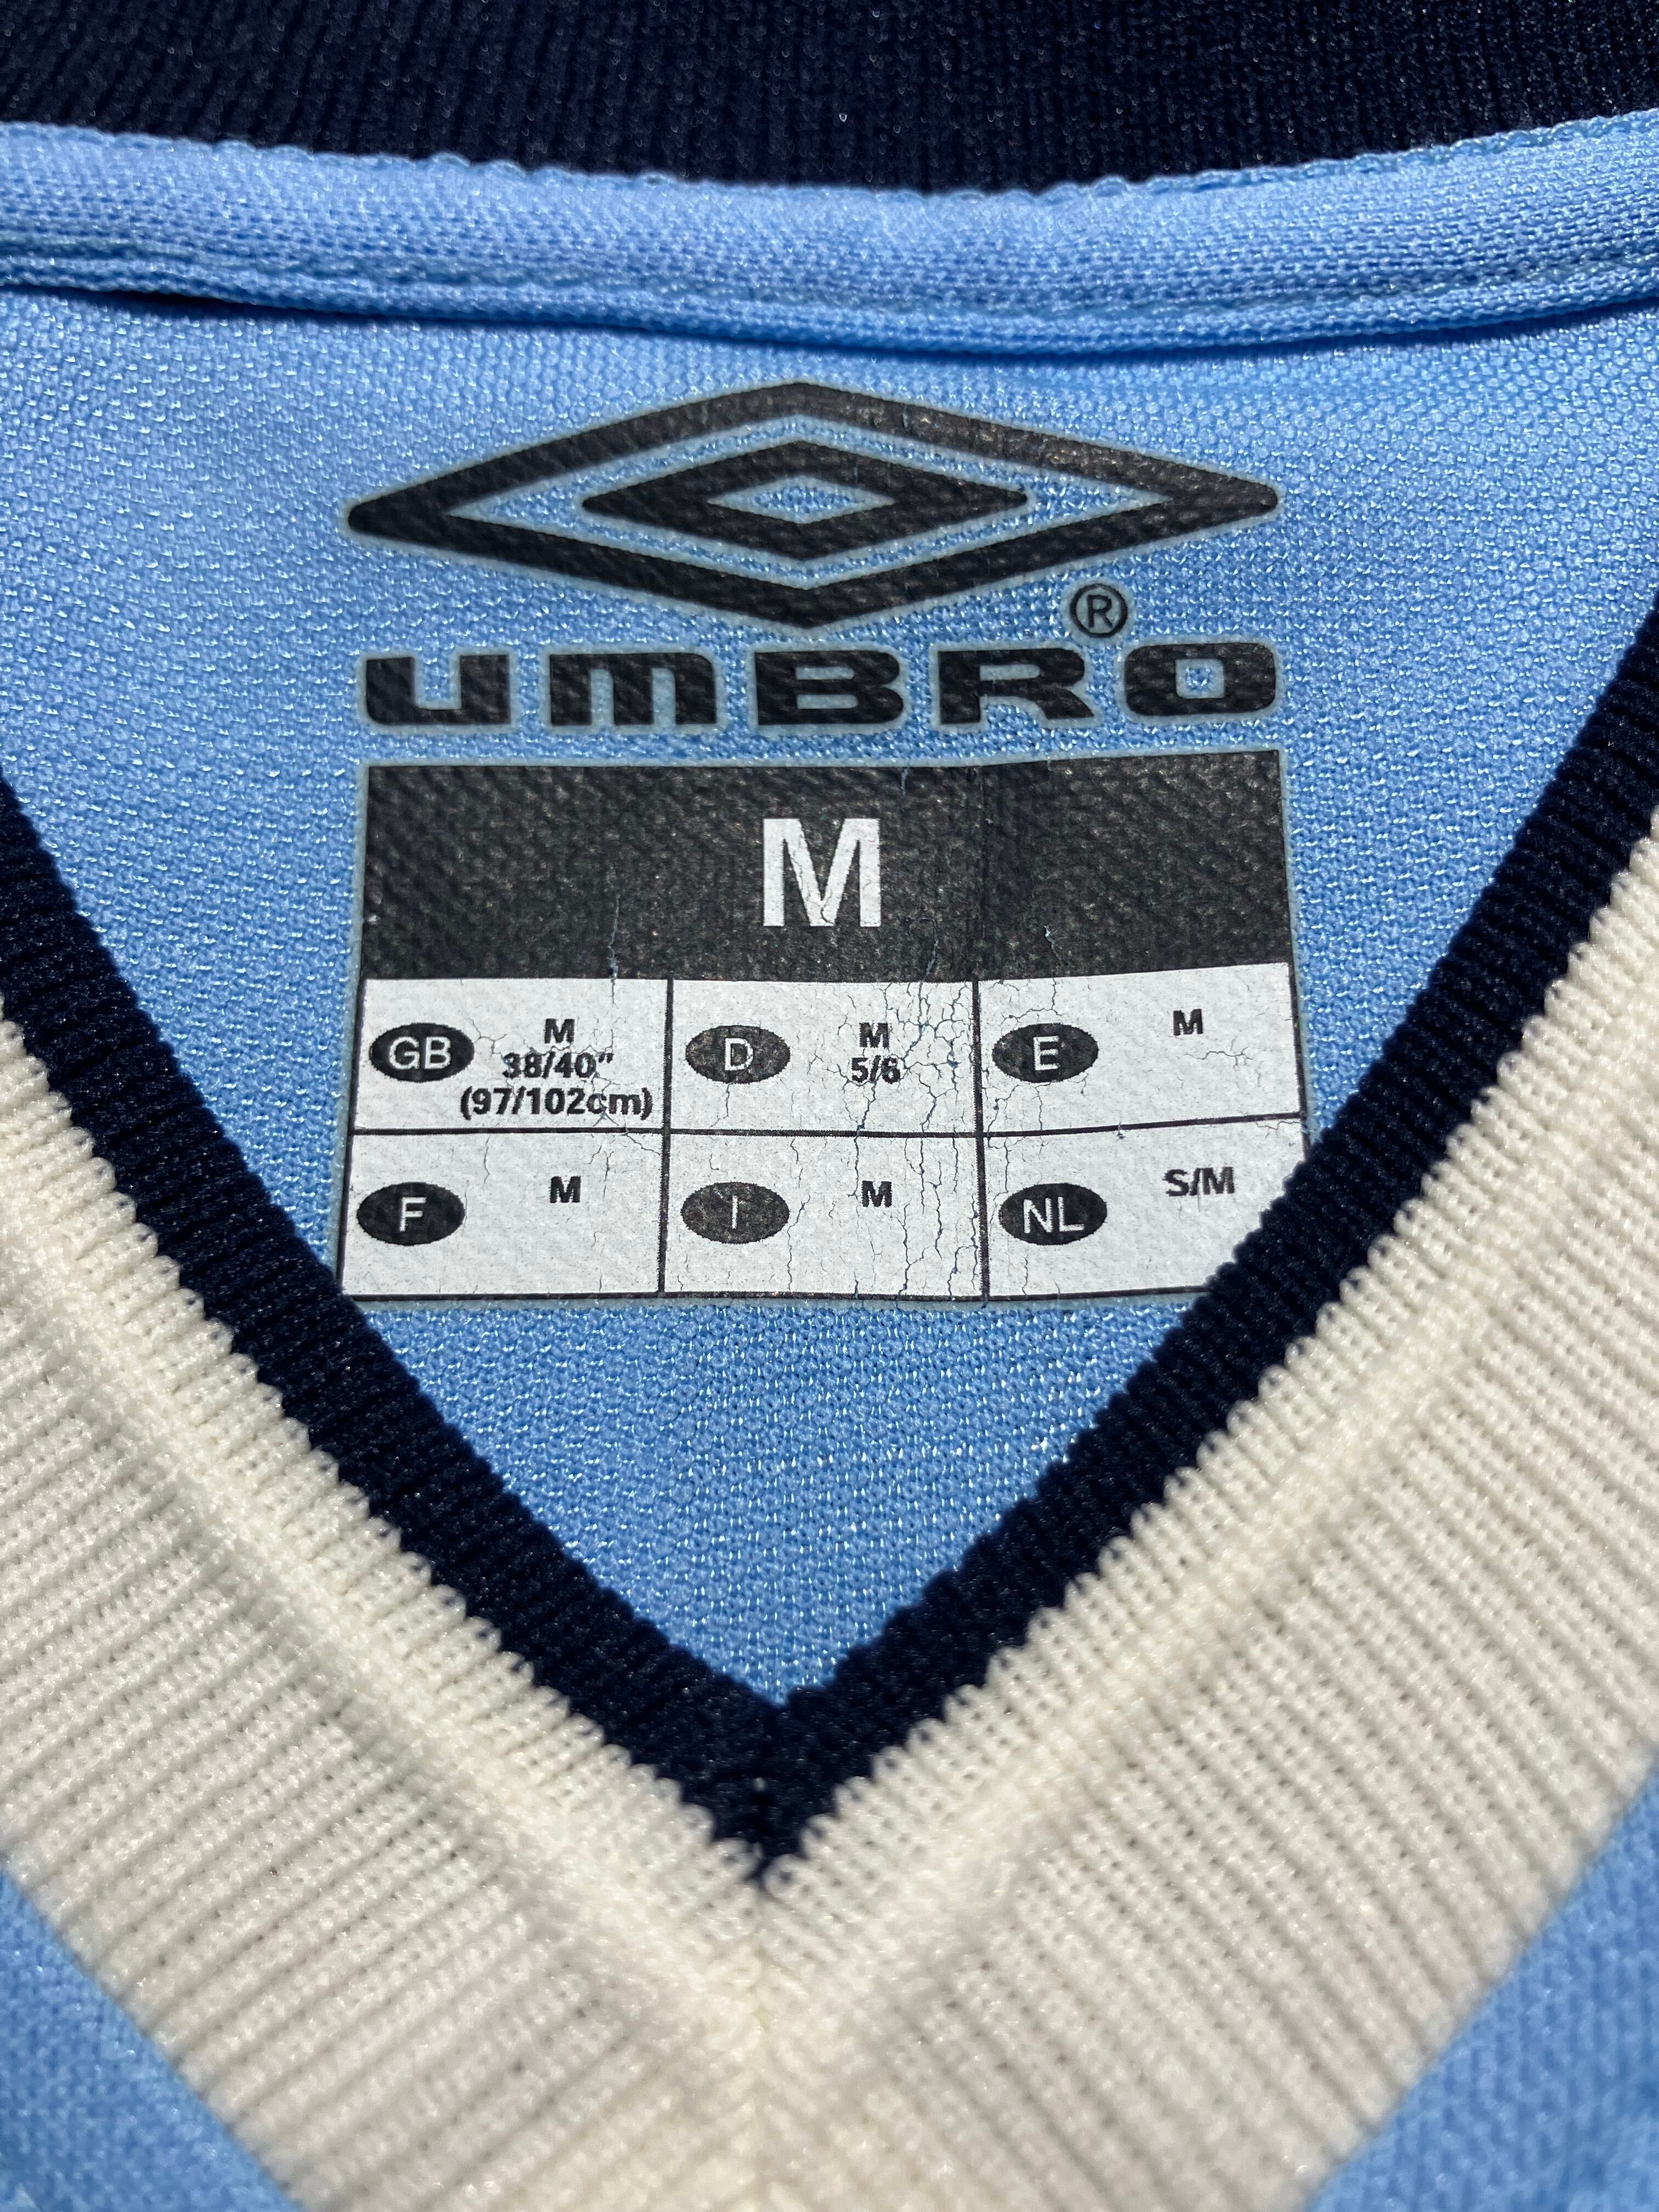 ®
UMBRO
M
GB M D M E M
38/40" 5/6
(97/102cm)
F M I M NL S/M